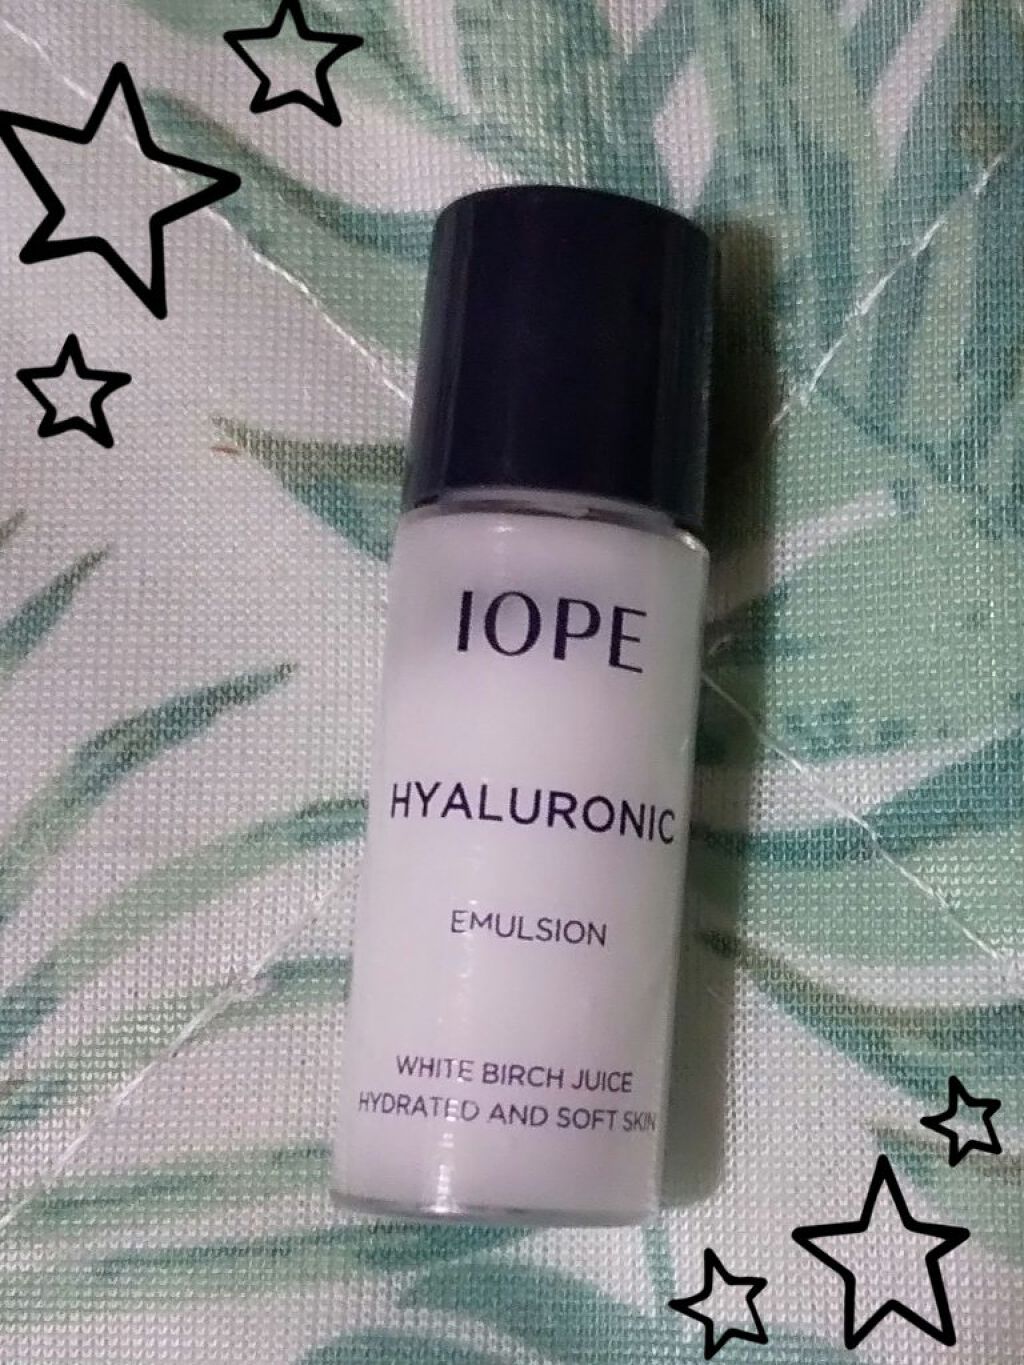 IOPE
HYALURONIC
EMULSION
WHITE BIRCH JUICE
HYDRATED AND SOFT SKIN